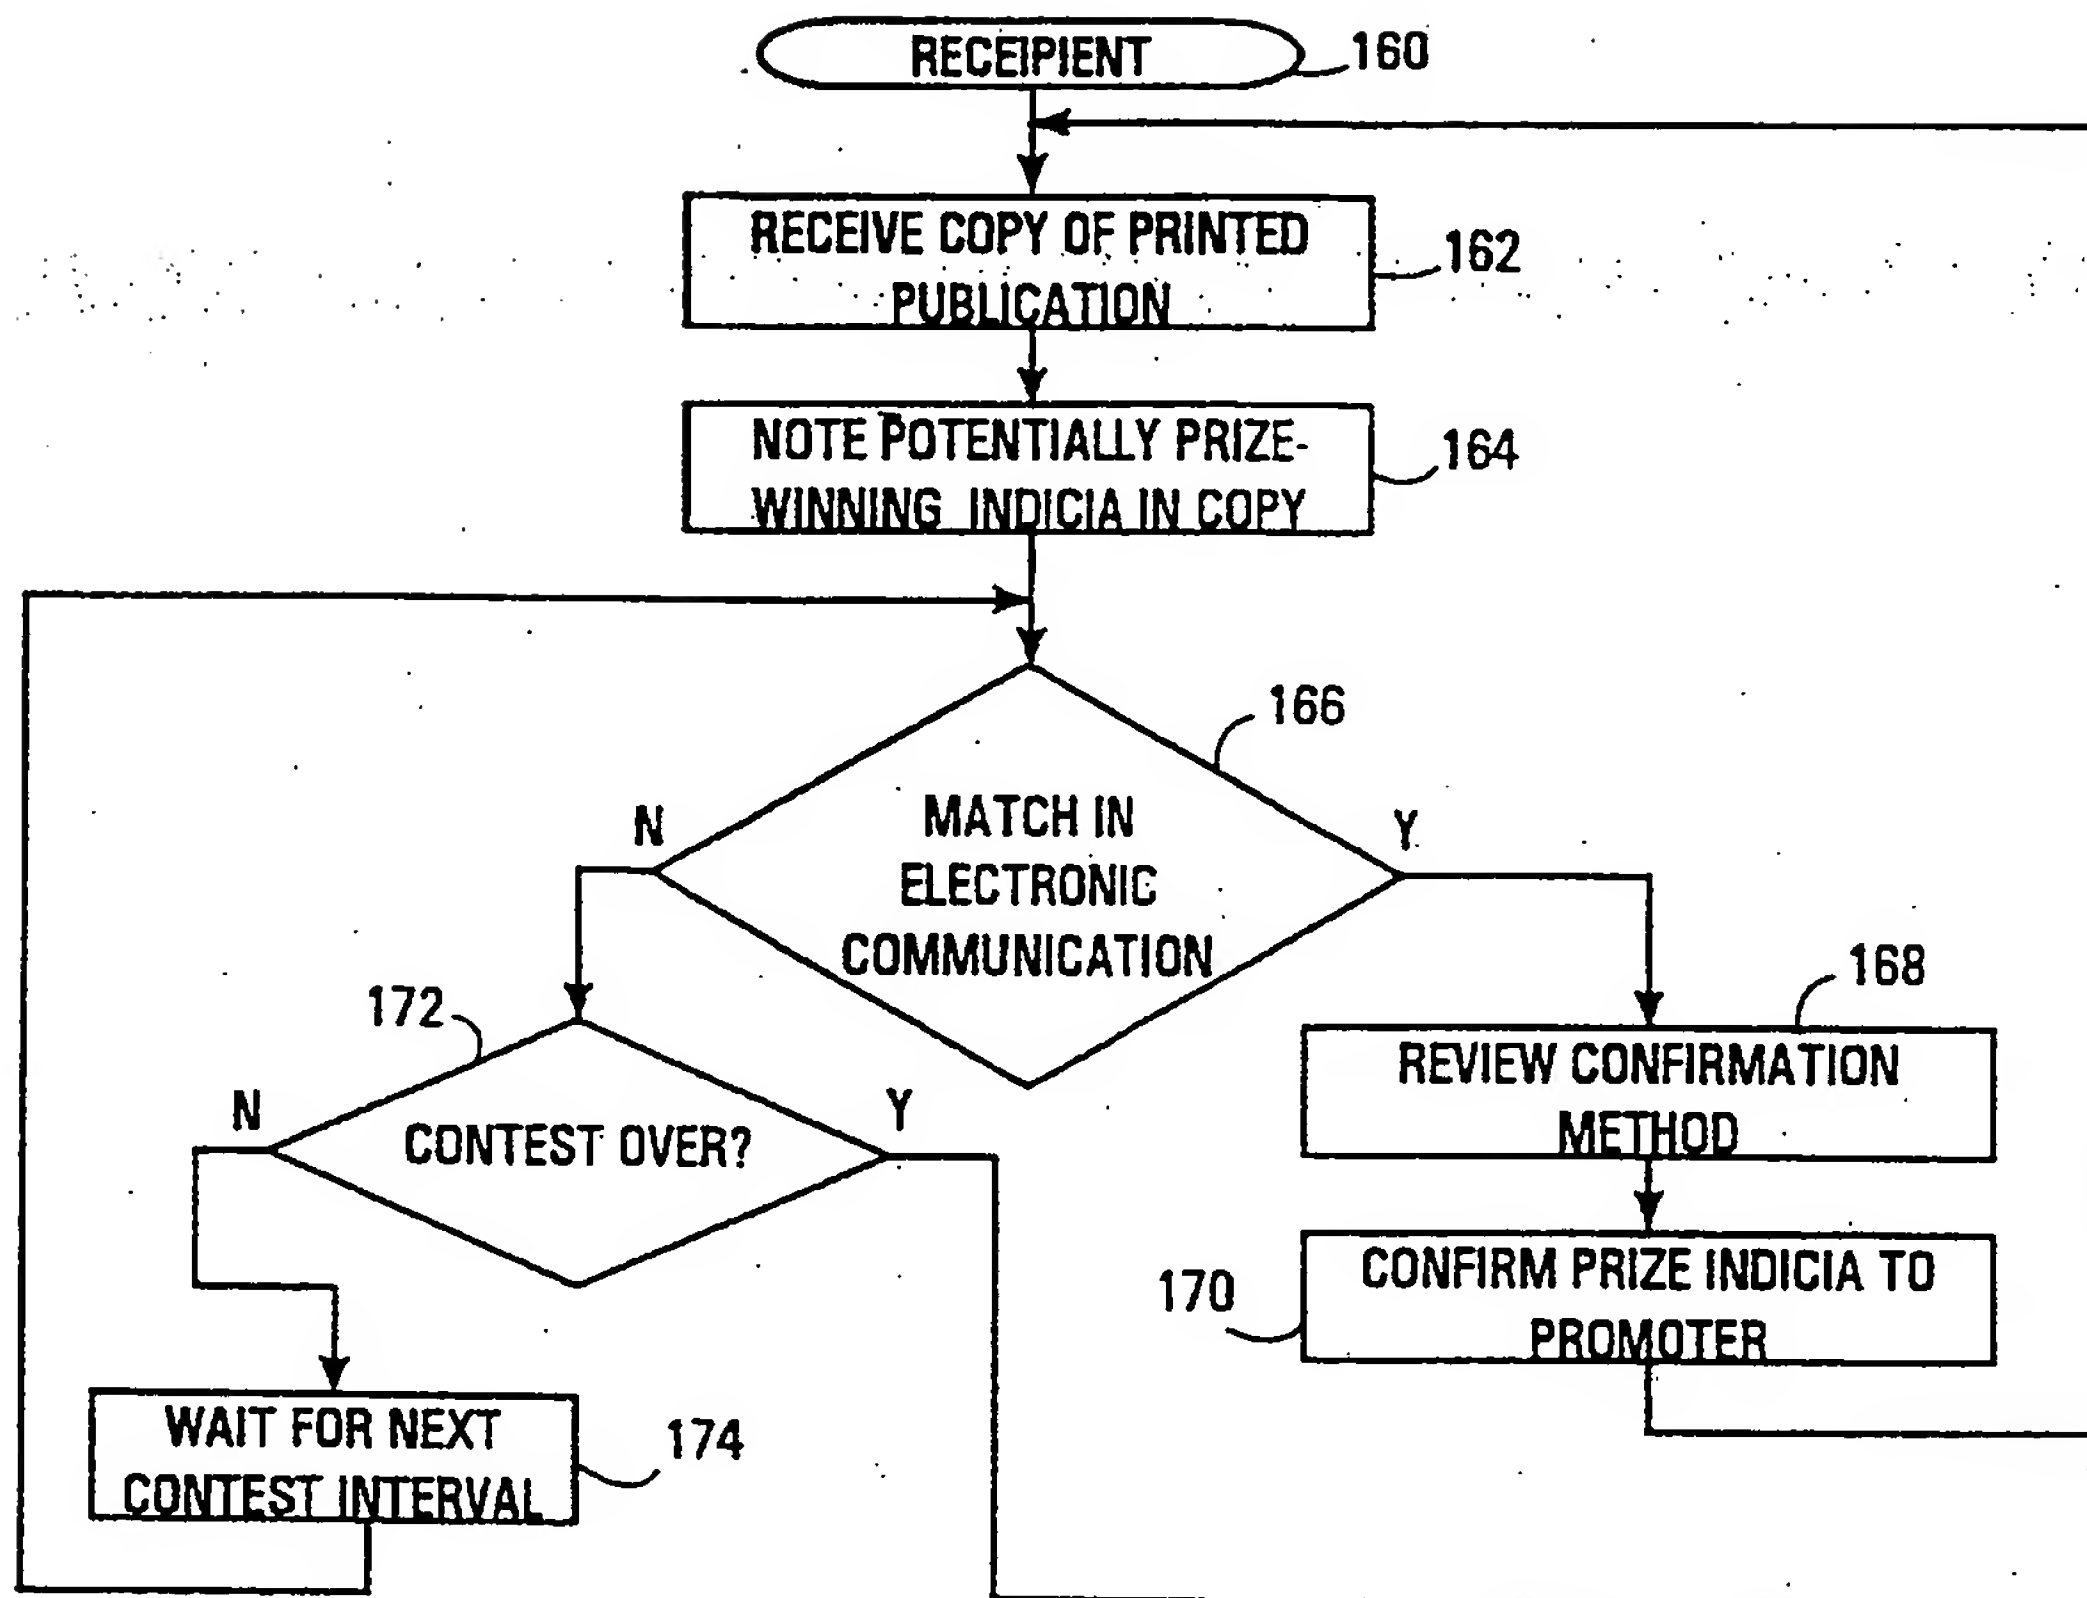 RECEIPIENT
160
RECEIVE COPY OF PRINTED
PUBLICATION
162
NOTE POTENTIALLY PRIZE-
WINNING INDICIA IN COPY
164
166
MATCH IN
ELECTRONIC
COMMUNICATION
N
Y
172
168
CONTEST OVER?
N
Y
REVIEW CONFIRMATION
METHOD
170
CONFIRM PRIZE INDICIA TO
PROMOTER
WAIT FOR NEXT
CONTEST INTERVAL
174